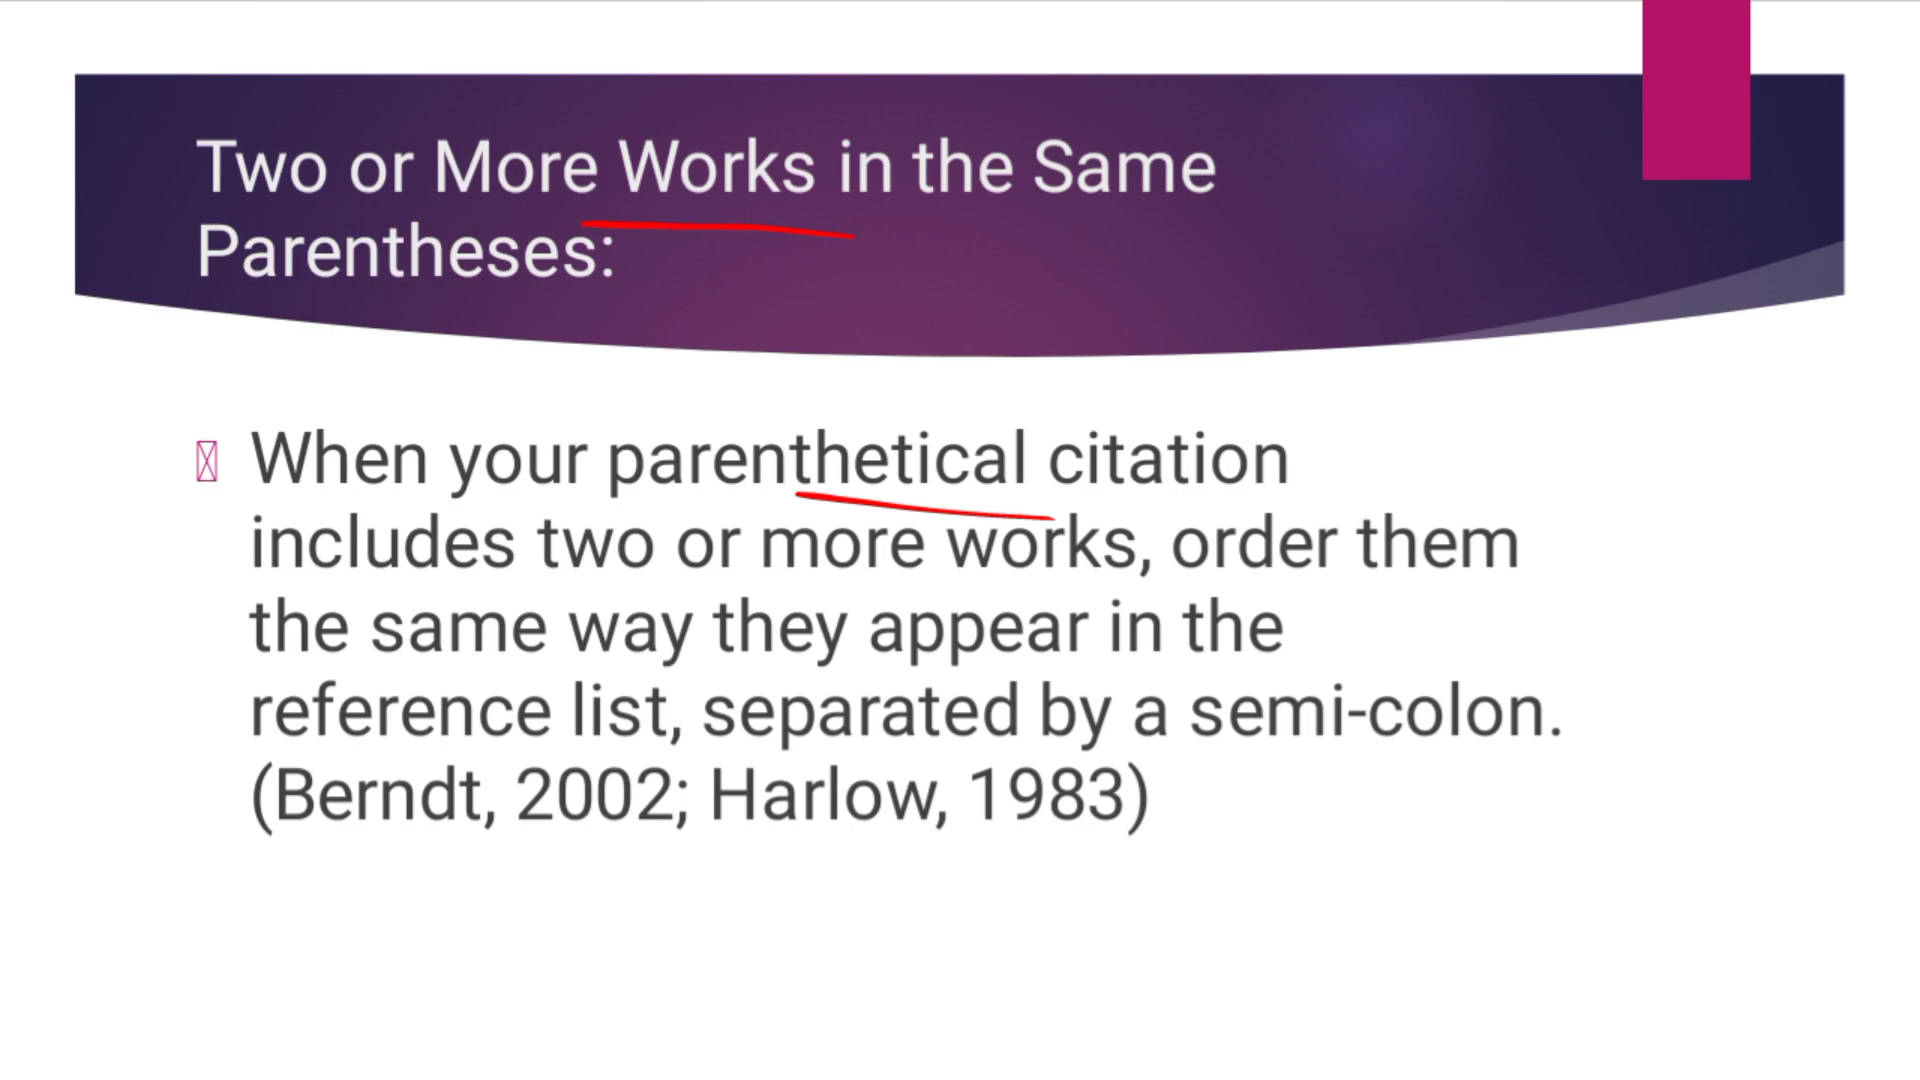 Two or More Works in the Same
Parentheses:
When your parenthetical citation
includes two or more works, order them
the same way they appear in the
reference list, separated by a semi-colon.
(Berndt, 2002; Harlow, 1983)